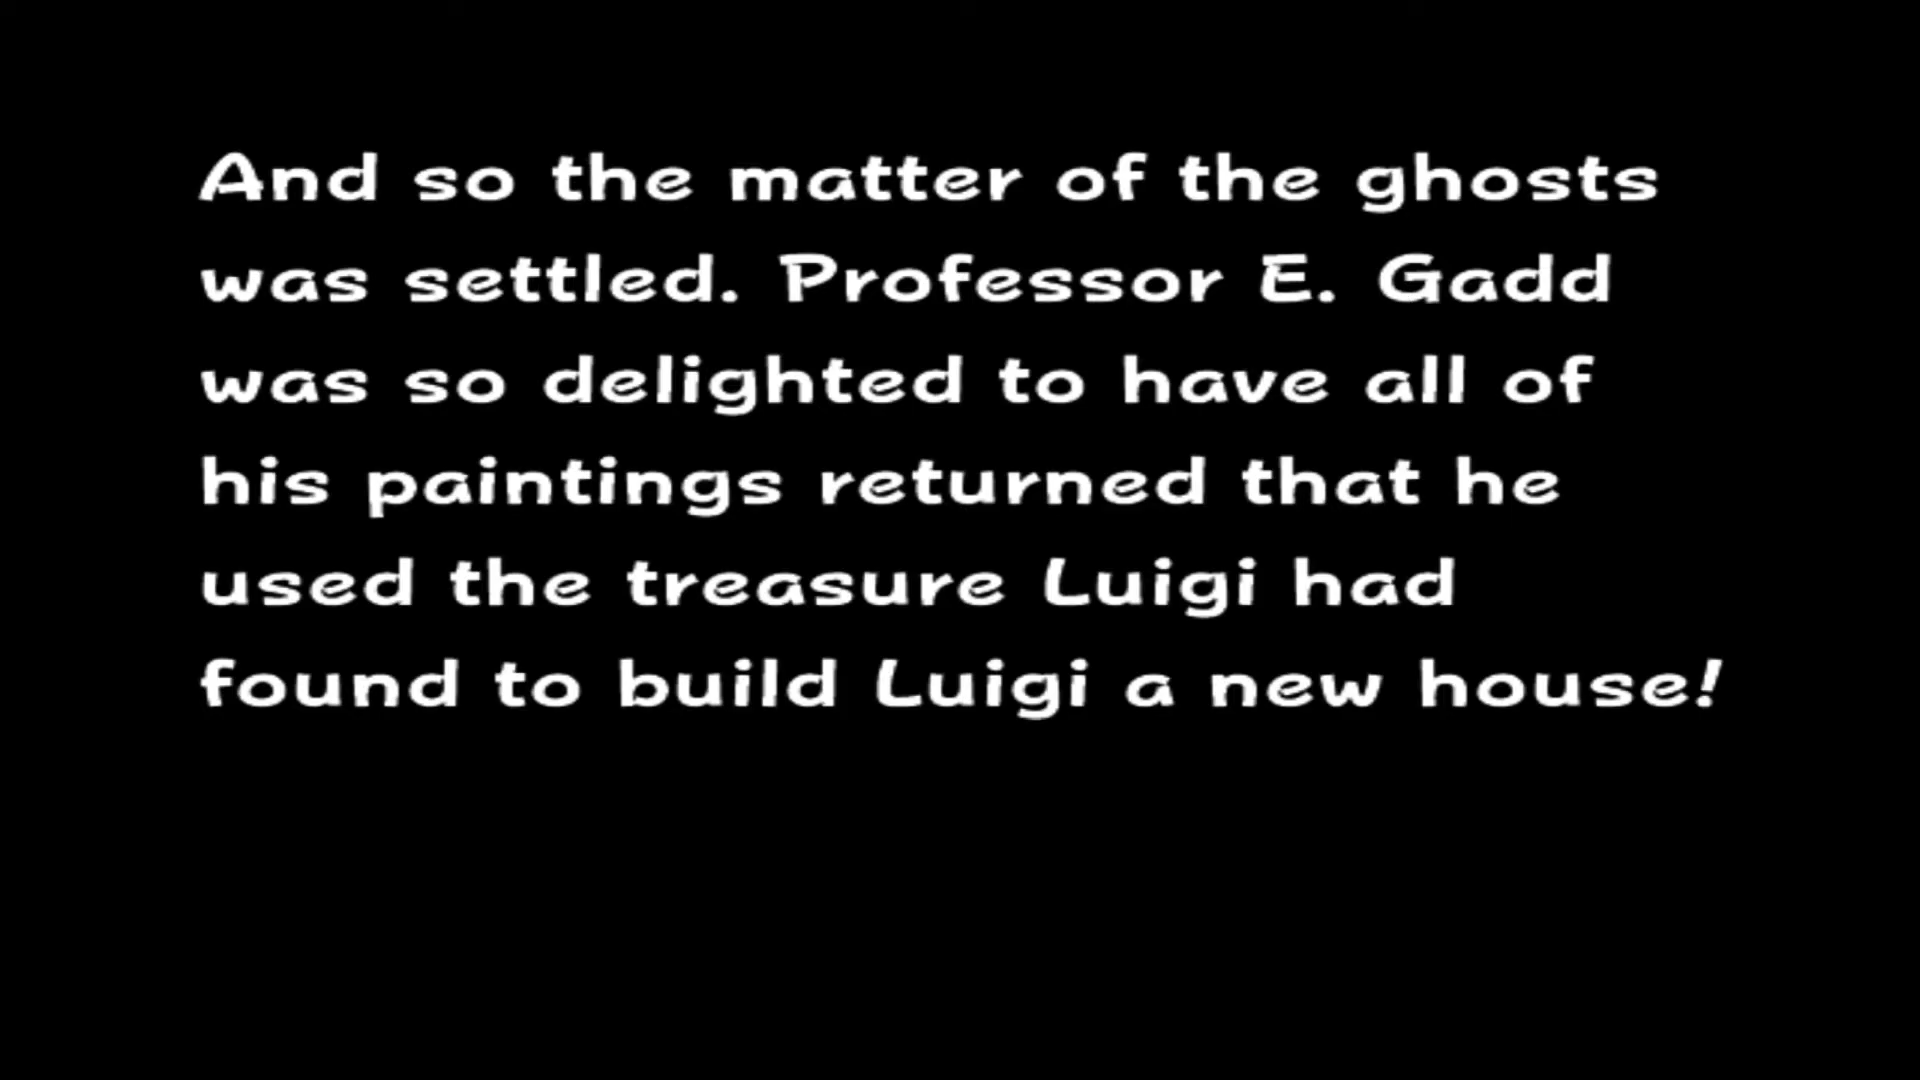 And so the matter of the ghosts
was settled. Professor E. Gadd
was so delighted to have all of
his paintings returned that he
used the treasure Luigi had
found to build Luigi a new house!